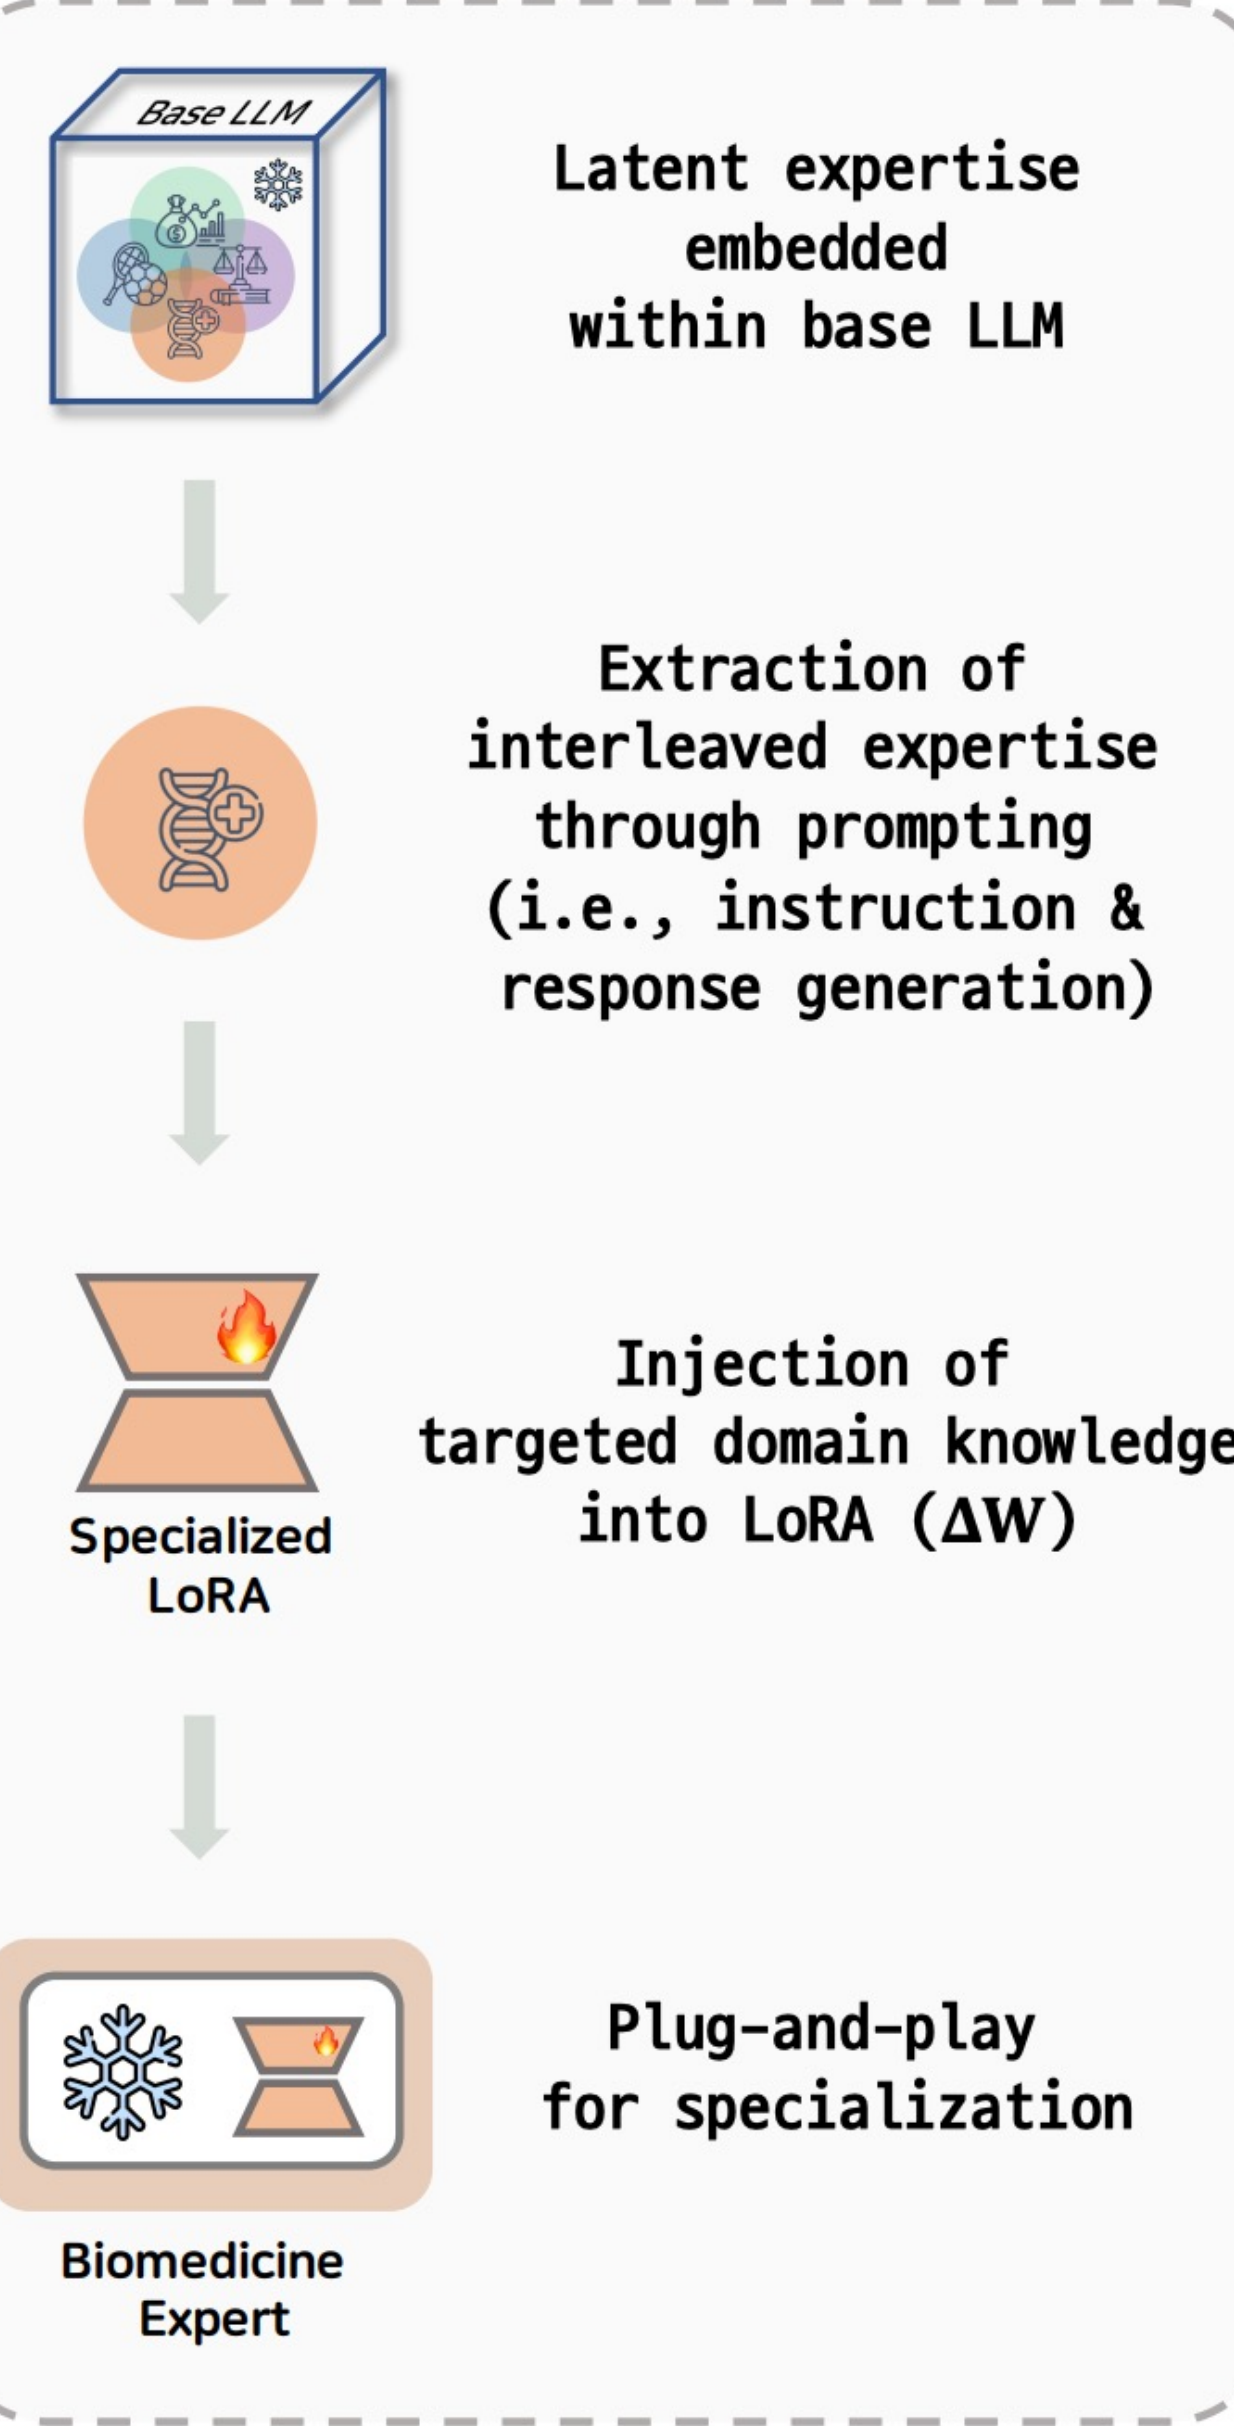 Base LLM
Latent expertise
embedded
within base LLM
Extraction of
interleaved expertise
through prompting
(i.e., instruction &
response generation)
Specialized
LoRA
Injection of
targeted domain knowledge
into LoRA (ΔW)
Plug-and-play
for specialization
Biomedicine
Expert